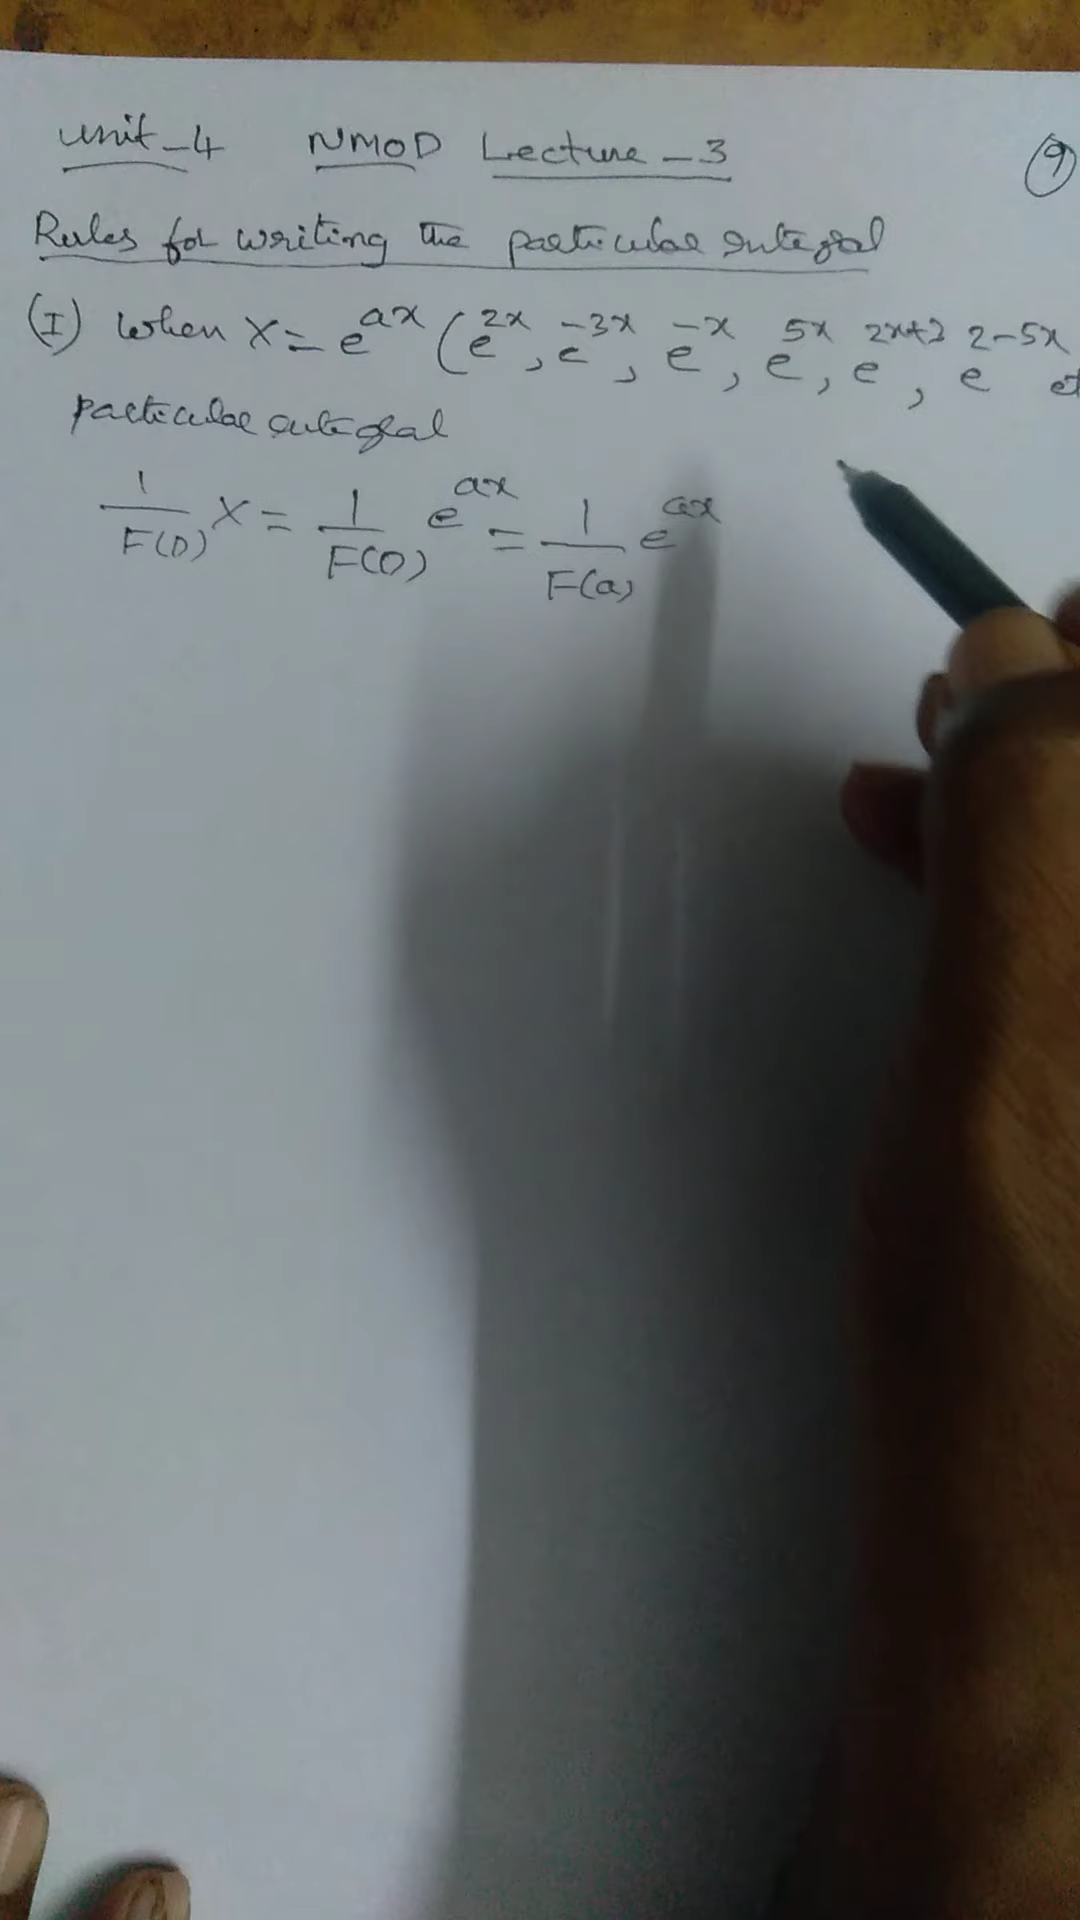 Unit-4 NMOD Lecture-3 (9)
Rules for writing the particular integral
(I) When X = e^{ax} (e^{2x}, e^{-3x}, e^{-x}, e^{5x}, e^{2x+3}, e^{2-5x}
particular integral
1/F(D) X = 1/F(D) e^{ax} = 1/F(a) e^{ax}